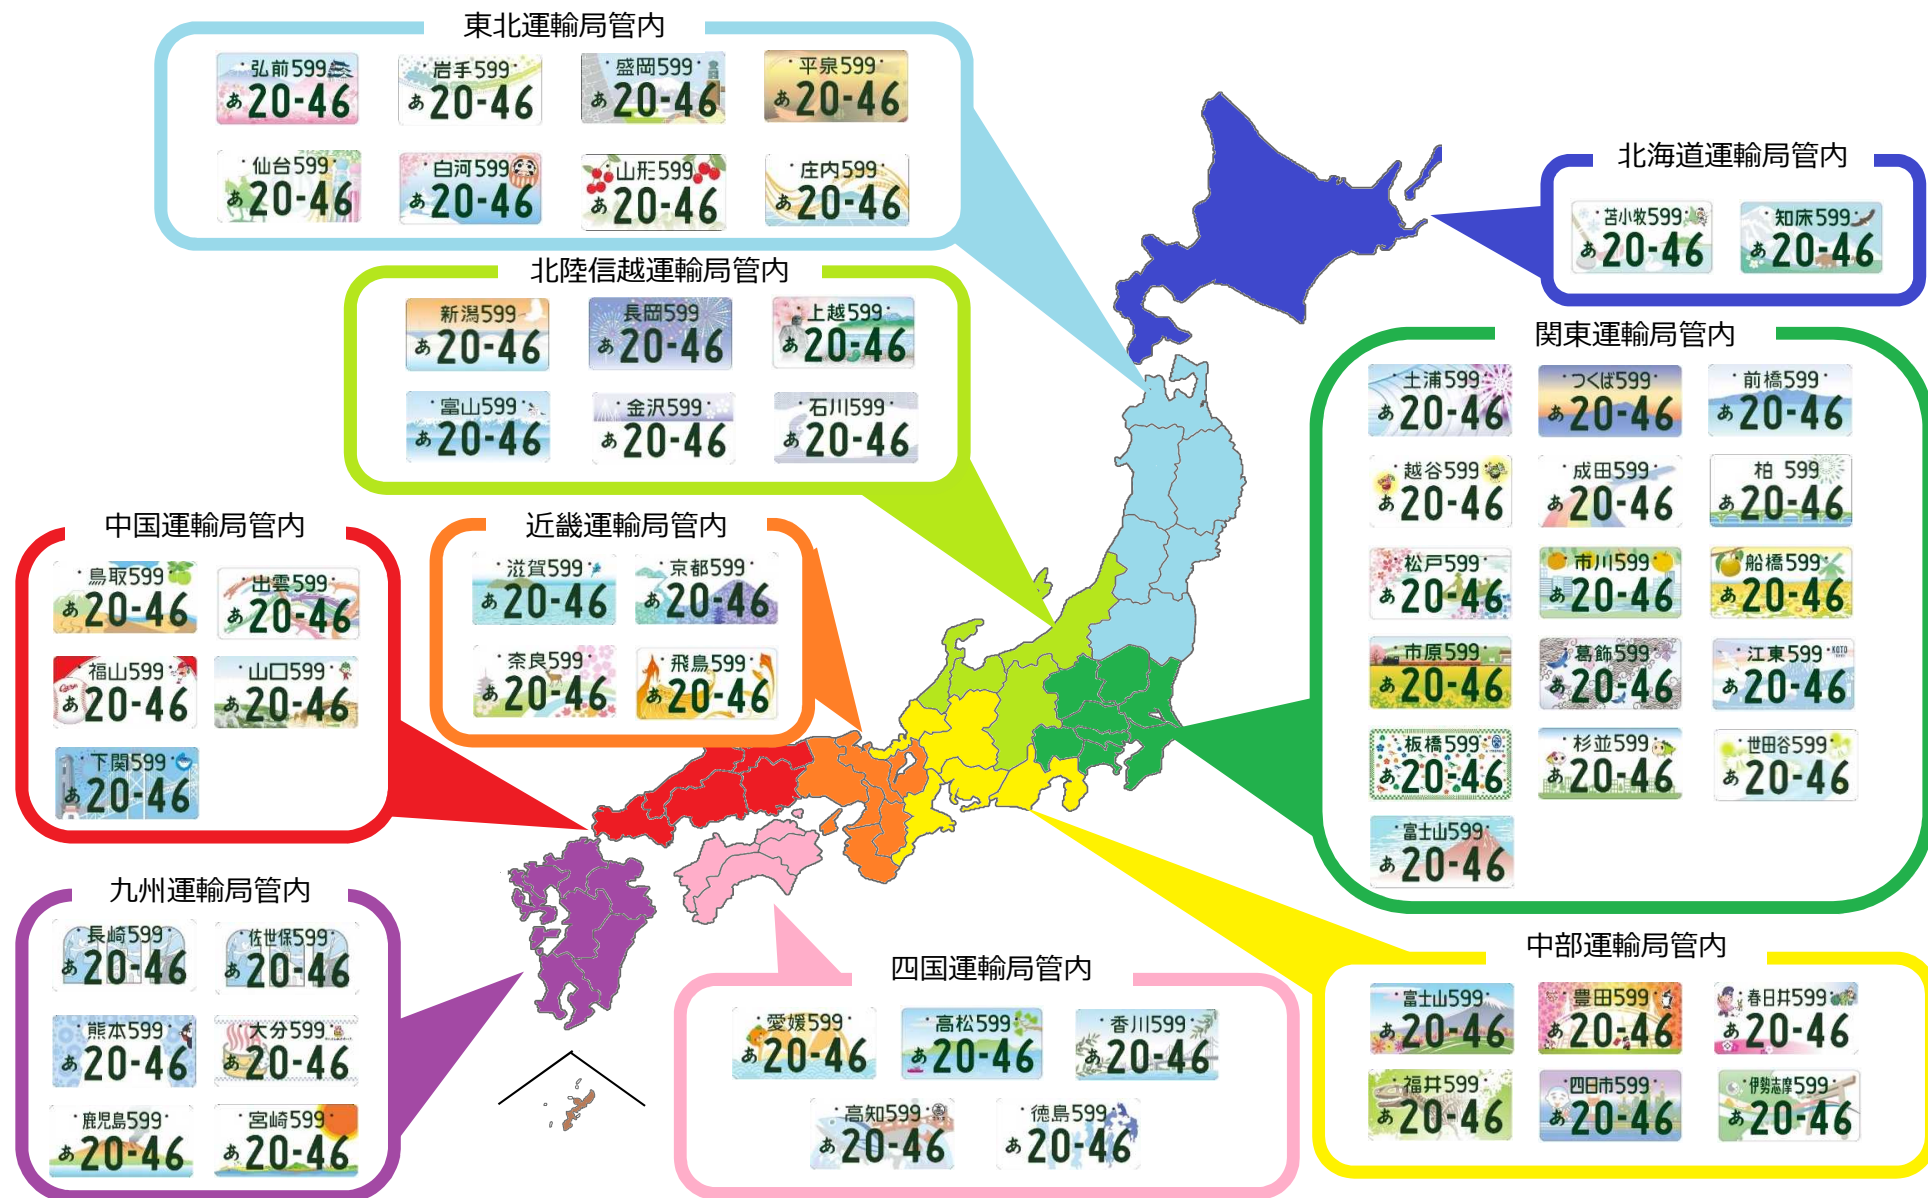 東北運輸局管内
弘前599
あ20-46
岩手599
あ20-46
盛岡599
あ20-46
平泉599
あ20-46
仙台599
あ20-46
白河599
あ20-46
山形599
あ20-46
庄内599
あ20-46
北海道運輸局管内
苫小牧599
あ20-46
知床599
あ20-46
北陸信越運輸局管内
新潟599
あ20-46
長岡599
あ20-46
上越599
あ20-46
富山599
あ20-46
金沢599
あ20-46
石川599
あ20-46
関東運輸局管内
土浦599
あ20-46
つくば599
あ20-46
前橋599
あ20-46
越谷599
あ20-46
成田599
あ20-46
柏 599
あ20-46
松戸599
あ20-46
市川599
あ20-46
船橋599
あ20-46
市原599
あ20-46
葛飾599
あ20-46
江東599
KOTO
あ20-46
板橋599
あ20-46
杉並599
あ20-46
世田谷599
あ20-46
富士山599
あ20-46
中国運輸局管内
鳥取599
あ20-46
出雲599
あ20-46
福山599
あ20-46
山口599
あ20-46
下関599
あ20-46
近畿運輸局管内
滋賀599
あ20-46
京都599
あ20-46
奈良599
あ20-46
飛鳥599
あ20-46
九州運輸局管内
長崎599
あ20-46
佐世保599
あ20-46
熊本599
あ20-46
大分599
あ20-46
鹿児島599
あ20-46
宮崎599
あ20-46
四国運輸局管内
愛媛599
あ20-46
高松599
あ20-46
香川599
あ20-46
高知599
あ20-46
徳島599
あ20-46
中部運輸局管内
富士山599
あ20-46
豊田599
あ20-46
春日井599
あ20-46
福井599
あ20-46
四日市599
あ20-46
伊勢志摩599
あ20-46